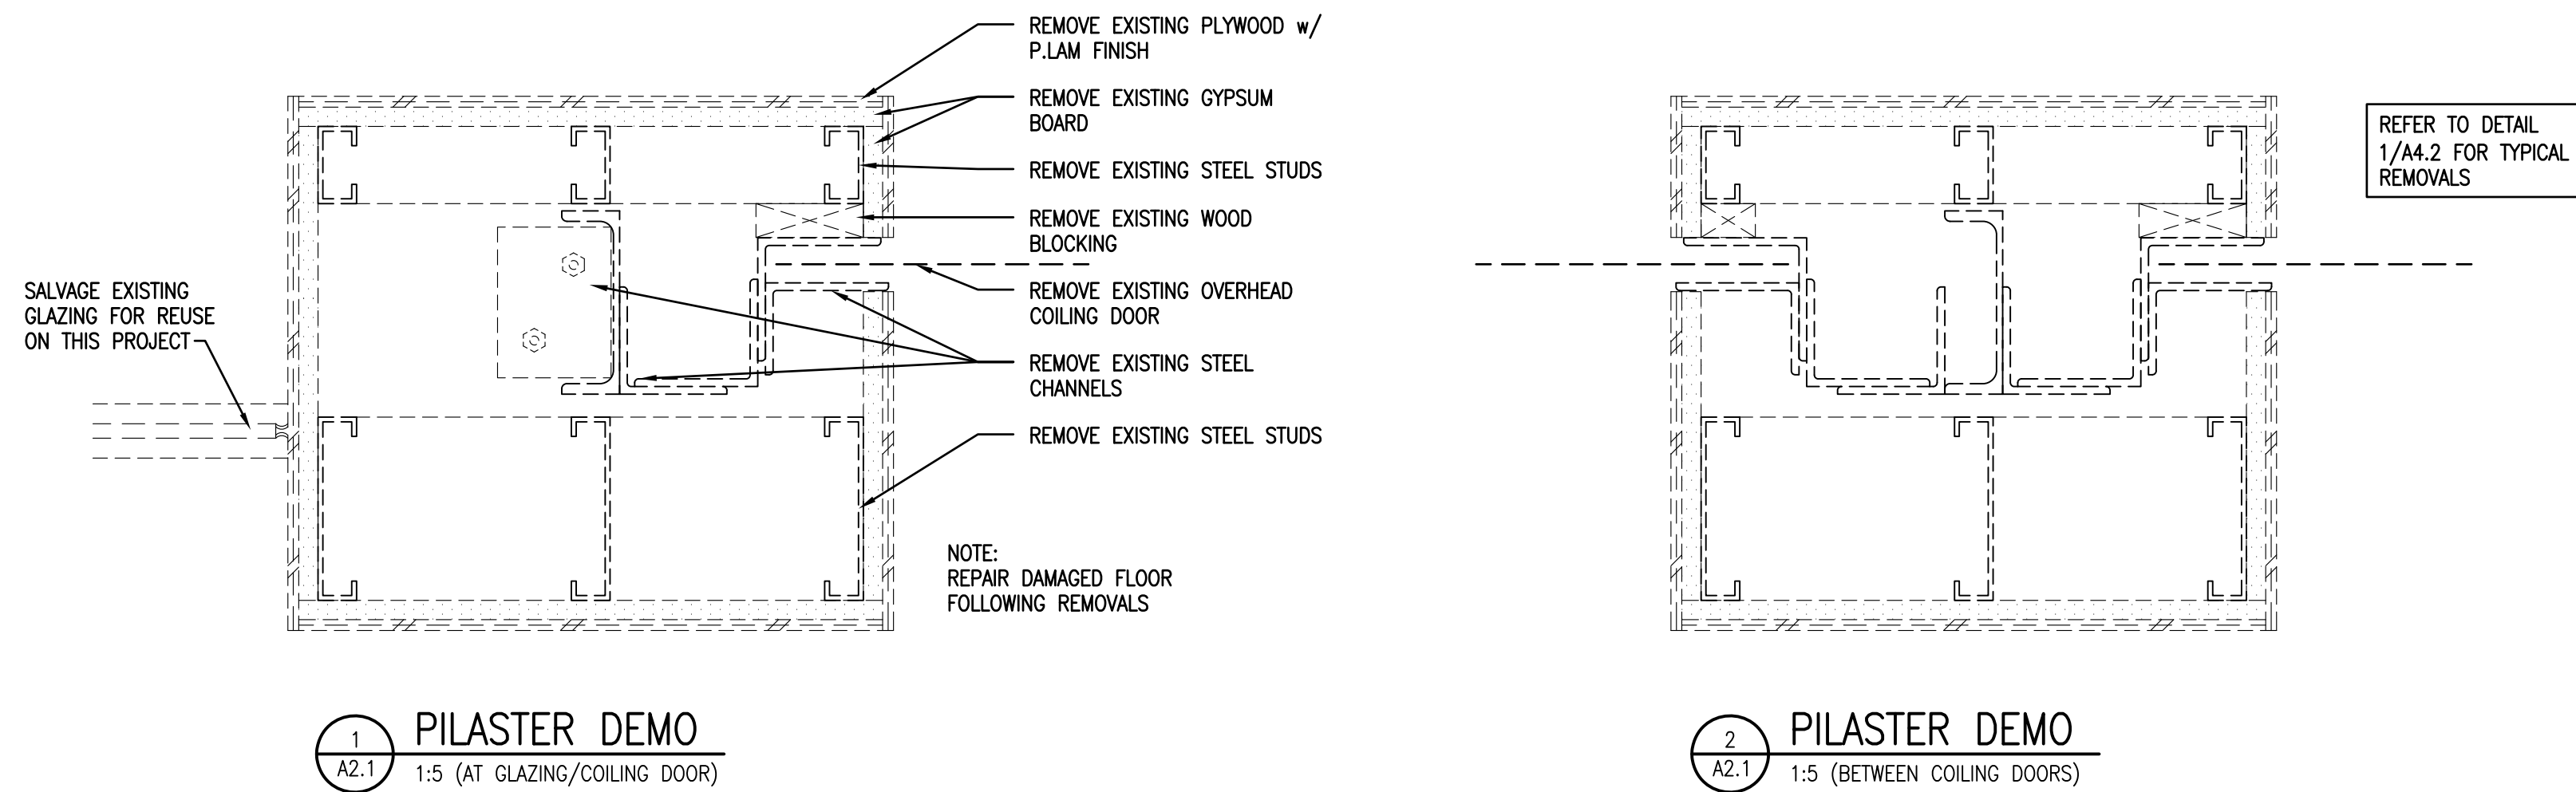 REMOVE EXISTING PLYWOOD w/
P.LAM FINISH
REMOVE EXISTING GYPSUM
BOARD
REMOVE EXISTING STEEL STUDS
REMOVE EXISTING WOOD
BLOCKING
REMOVE EXISTING OVERHEAD
COILING DOOR
REMOVE EXISTING STEEL
CHANNELS
REMOVE EXISTING STEEL STUDS
SALVAGE EXISTING
GLAZING FOR REUSE
ON THIS PROJECT
NOTE:
REPAIR DAMAGED FLOOR
FOLLOWING REMOVALS
1
A2.1
PILASTER DEMO
1:5 (AT GLAZING/COILING DOOR)
REFER TO DETAIL
1/A4.2 FOR TYPICAL
REMOVALS
2
A2.1
PILASTER DEMO
1:5 (BETWEEN COILING DOORS)